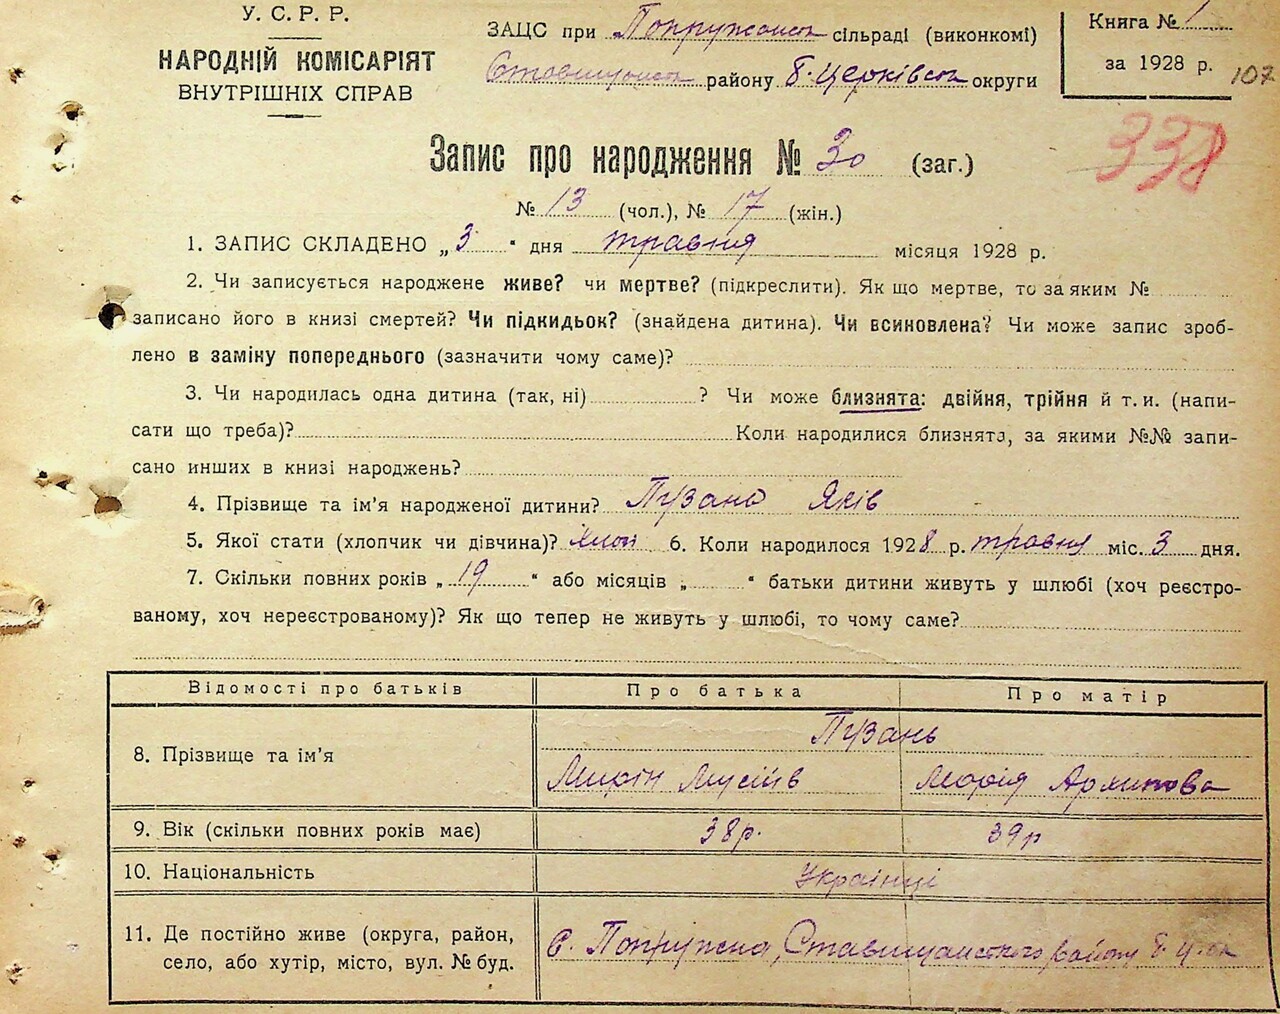 У. С. Р. Р.
НАРОДНІЙ КОМІСАРІЯТ
ВНУТРІШНІХ СПРАВ
ЗАЦС при Попружанск сільраді (виконкомі)
Ставищанськ району Б. Церківськ округи
Книга № 1
за 1928 р.
107
338
Запис про народження № 30 (заг.)
№ 13 (чол.), № 17 (жін.)
1. ЗАПИС СКЛАДЕНО „ 3 “ дня травня місяця 1928 р.
2. Чи записується народжене живе? чи мертве? (підкреслити). Як що мертве, то за яким №
записано його в книзі смертей? Чи підкидьок? (знайдена дитина). Чи всиновлена? Чи може запис зроб-
лено в заміну попереднього (зазначити чому саме)?
3. Чи народилась одна дитина (так, ні) ? Чи може близнята: двійня, трійня й т. и. (напи-
сати що треба)? Коли народилися близнята, за якими №№ запи-
сано инших в книзі народжень?
4. Прізвище та ім'я народженої дитини? Пузань Яків
5. Якої стати (хлопчик чи дівчина)? 6. Коли народилося 1928 р. травня міс. 3 дня.
7. Скільки повних років „ 19 “ або місяців „ “ батьки дитини живуть у шлюбі (хоч реєстро-
ваному, хоч нереєстрованому)? Як що тепер не живуть у шлюбі, то чому саме?
Відомості про батьків Про батька Про матір
8. Прізвище та ім'я Пузань
Мирін Мусіїв Марія Архипова
9. Вік (скільки повних років має) 38 р. 39 р
10. Національність Українці
11. Де постійно живе (округа, район,
село, або хутір, місто, вул. № буд.
с. Попружна, Ставищанського району Б. Ц. ок